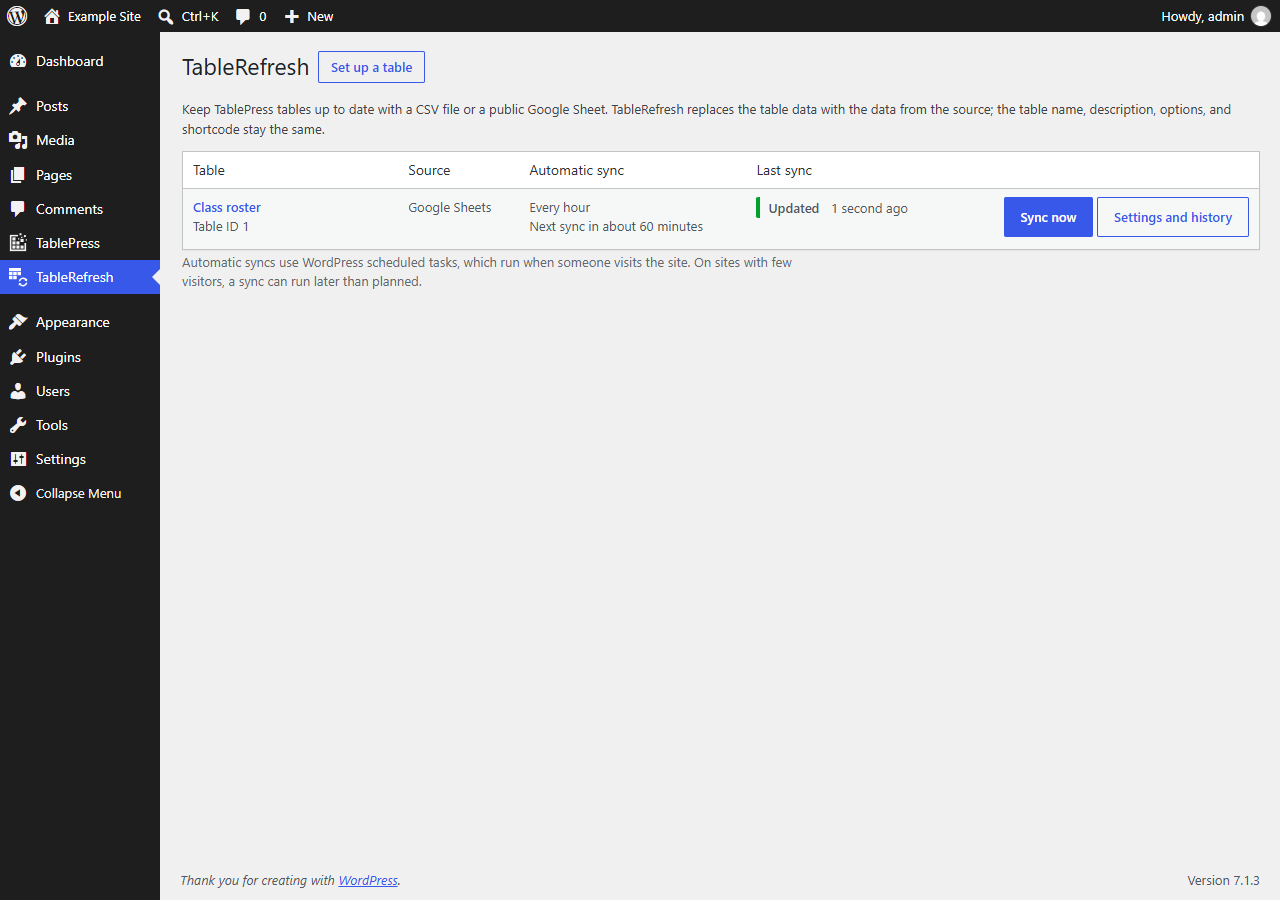 Example Site Ctrl+K 0 New Howdy, admin
Dashboard
Posts
Media
Pages
Comments
TablePress
TableRefresh
Appearance
Plugins
Users
Tools
Settings
Collapse Menu
TableRefresh Set up a table
Keep TablePress tables up to date with a CSV file or a public Google Sheet. TableRefresh replaces the table data with the data from the source; the table name, description, options, and
shortcode stay the same.
Table Source Automatic sync Last sync
Class roster Google Sheets Every hour Updated 1 second ago Sync now Settings and history
Table ID 1 Next sync in about 60 minutes
Automatic syncs use WordPress scheduled tasks, which run when someone visits the site. On sites with few
visitors, a sync can run later than planned.
Thank you for creating with WordPress. Version 7.1.3